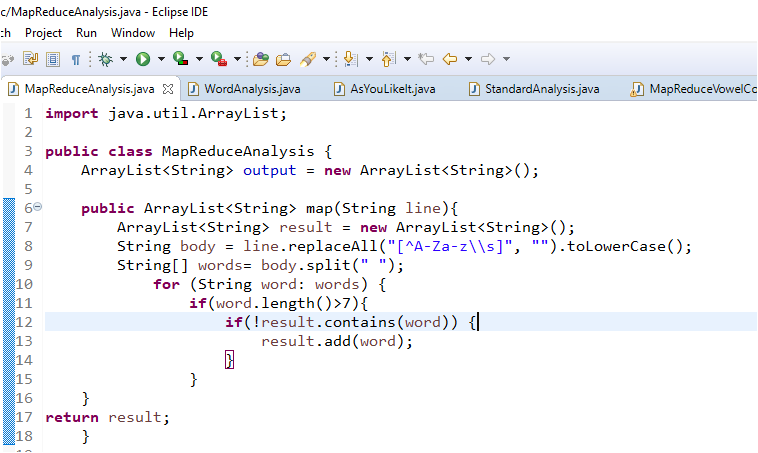 c/MapReduceAnalysis.java - Eclipse IDE
ch Project Run Window Help
MapReduceAnalysis.java WordAnalysis.java AsYouLikeIt.java StandardAnalysis.java MapReduceVowelCo
1 import java.util.ArrayList;
2
3 public class MapReduceAnalysis {
4     ArrayList<String> output = new ArrayList<String>();
5
6     public ArrayList<String> map(String line){
7         ArrayList<String> result = new ArrayList<String>();
8         String body = line.replaceAll("[^A-Za-z\\s]", "").toLowerCase();
9         String[] words= body.split(" ");
10             for (String word: words) {
11                 if(word.length()>7){
12                     if(!result.contains(word)) {
13                         result.add(word);
14                     }
15                 }
16     }
17 return result;
18     }